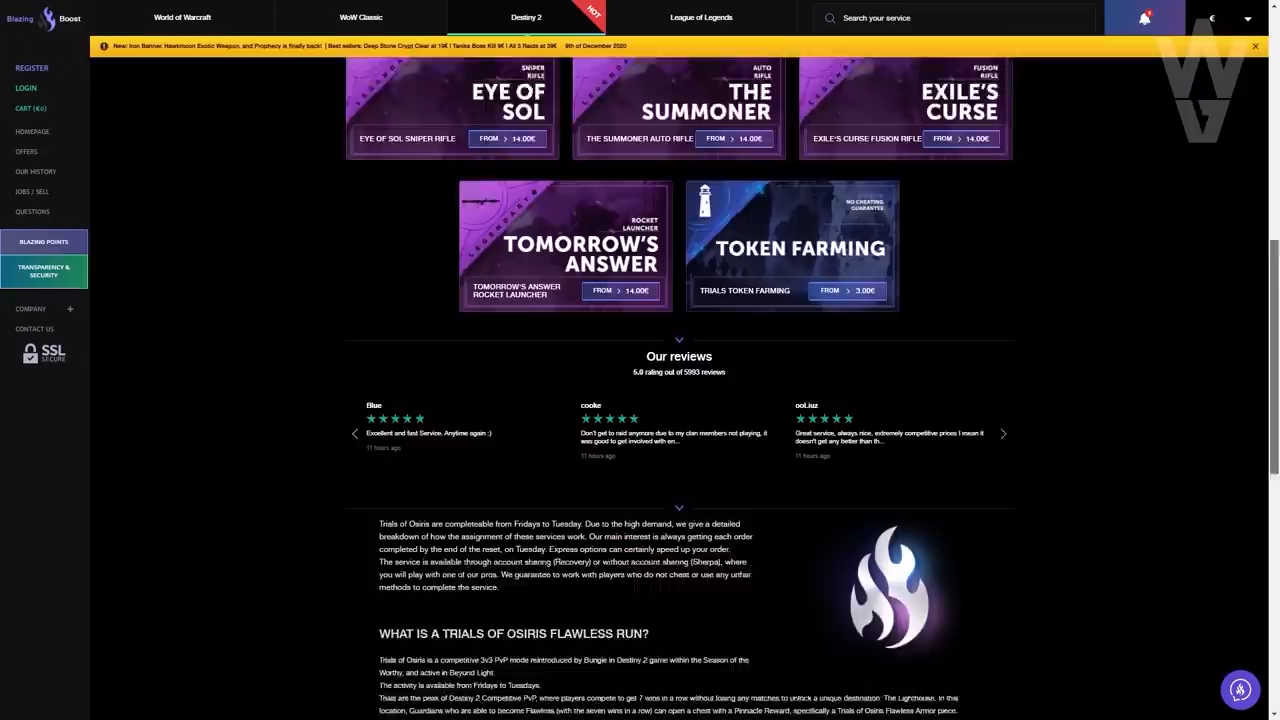 Blazing Boost
World of Warcraft
WoW Classic
Destiny 2
HOT
League of Legends
Search your service
€
New: Iron Banner, Hawkmoon Exotic Weapon, and Prophecy is finally back! | Best sellers: Deep Stone Crypt Clear at 19€ | Taniks Boss Kill 9€ | All 3 Raids at 39€ 9th of December 2020
REGISTER
LOGIN
CART (€0)
HOMEPAGE
OFFERS
OUR HISTORY
JOBS / SELL
QUESTIONS
BLAZING POINTS
TRANSPARENCY &
SECURITY
COMPANY +
CONTACT US
SSL
SECURE
SNIPER
RIFLE
EYE OF
SOL
EYE OF SOL SNIPER RIFLE
FROM > 14.00€
AUTO
RIFLE
THE
SUMMONER
THE SUMMONER AUTO RIFLE
FROM > 14.00€
FUSION
RIFLE
EXILE'S
CURSE
EXILE'S CURSE FUSION RIFLE
FROM > 14.00€
LEGENDARY
ROCKET
LAUNCHER
TOMORROW'S
ANSWER
TOMORROW'S ANSWER
ROCKET LAUNCHER
FROM > 14.00€
NO CHEATING
GUARANTEE
TOKEN FARMING
TRIALS TOKEN FARMING
FROM > 3.00€
Our reviews
5.0 rating out of 5993 reviews
Blue
Excellent and fast Service. Anytime again :)
11 hours ago
cooke
Don't get to raid anymore due to my clan members not playing, it
was good to get involved with en...
11 hours ago
ooLiuz
Great service, always nice, extremely competitive prices I mean it
doesn't get any better than th...
11 hours ago
Trials of Osiris are completeable from Fridays to Tuesday. Due to the high demand, we give a detailed
breakdown of how the assignment of these services work. Our main interest is always getting each order
completed by the end of the reset, on Tuesday. Express options can certainly speed up your order.
The service is available through account sharing (Recovery) or without account sharing (Sherpa), where
you will play with one of our pros. We guarantee to work with players who do not cheat or use any unfair
methods to complete the service.
WHAT IS A TRIALS OF OSIRIS FLAWLESS RUN?
Trials of Osiris is a competitive 3v3 PvP mode reintroduced by Bungie in Destiny 2 game within the Season of the
Worthy, and active in Beyond Light.
The activity is available from Fridays to Tuesdays.
Trials are the peak of Destiny 2 Competitive PvP, where players compete to get 7 wins in a row without losing any matches to unlock a unique destination: The Lighthouse. In this
location, Guardians who are able to become Flawless (with the seven wins in a row) can open a chest with a Pinnacle Reward, specifically a Trials of Osiris Flawless Armor piece.